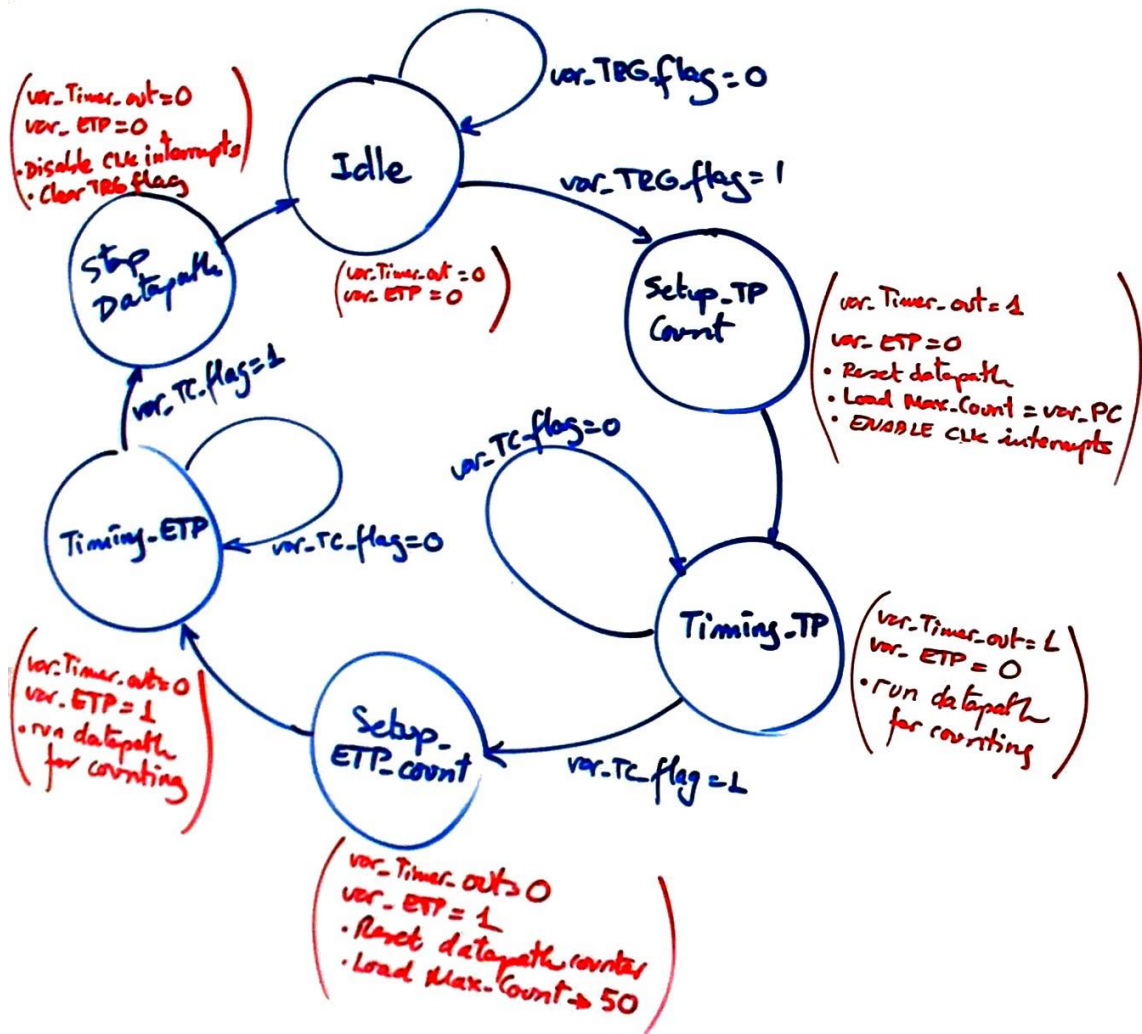 var_TRG_flag=0
(var_Timer_out=0
var_ETP=0
·Disable CLK interrupts
·Clear TRG flag)
Idle
var_TRG_flag=1
Stop
Datapath
(var_Timer_out=0
var_ETP=0)
Setup_TP
Count
(var_Timer_out=1
var_ETP=0
·Reset datapath
·Load Max_Count=var_PC
·ENABLE CLK interrupts)
var_TC_flag=1
var_TC_flag=0
Timing_ETP
var_TC_flag=0
Timing_TP
(var_Timer_out=1
var_ETP=0
·run datapath
for counting)
(var_Timer_out=0
var_ETP=1
·run datapath
for counting)
Setup_
ETP_count
var_TC_flag=1
(var_Timer_out=0
var_ETP=1
·Reset datapath counter
·Load Max_Count→50)